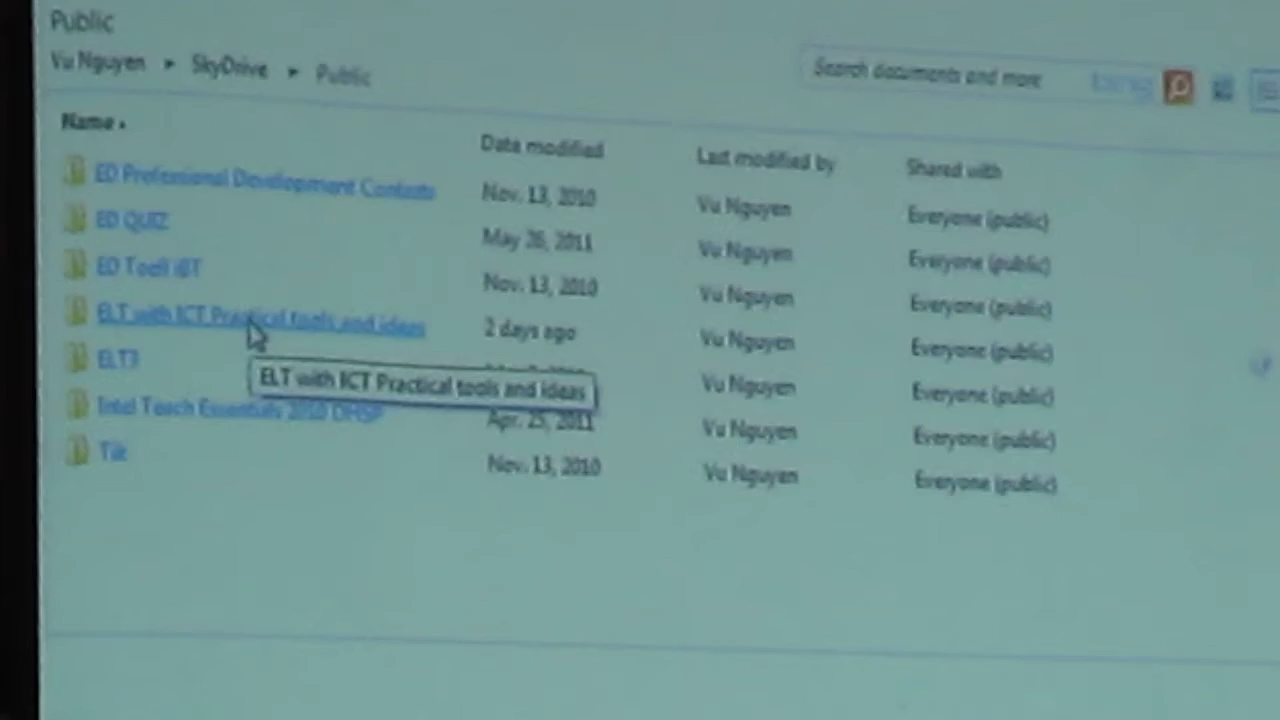 Public
Vu Nguyen ▸ SkyDrive ▸ Public
Search documents and more bing
Name Date modified Last modified by Shared with
ED Professional Development Contests Nov. 13, 2010 Vu Nguyen Everyone (public)
ED QUIZ May 26, 2011 Vu Nguyen Everyone (public)
ED Toefl iBT Nov. 13, 2010 Vu Nguyen Everyone (public)
ELT with ICT Practical tools and ideas 2 days ago Vu Nguyen Everyone (public)
ELT3 Vu Nguyen Everyone (public)
ELT with ICT Practical tools and ideas
Intel Teach Essentials 2010 DHSP Apr. 25, 2011 Vu Nguyen Everyone (public)
Nov. 13, 2010 Vu Nguyen Everyone (public)